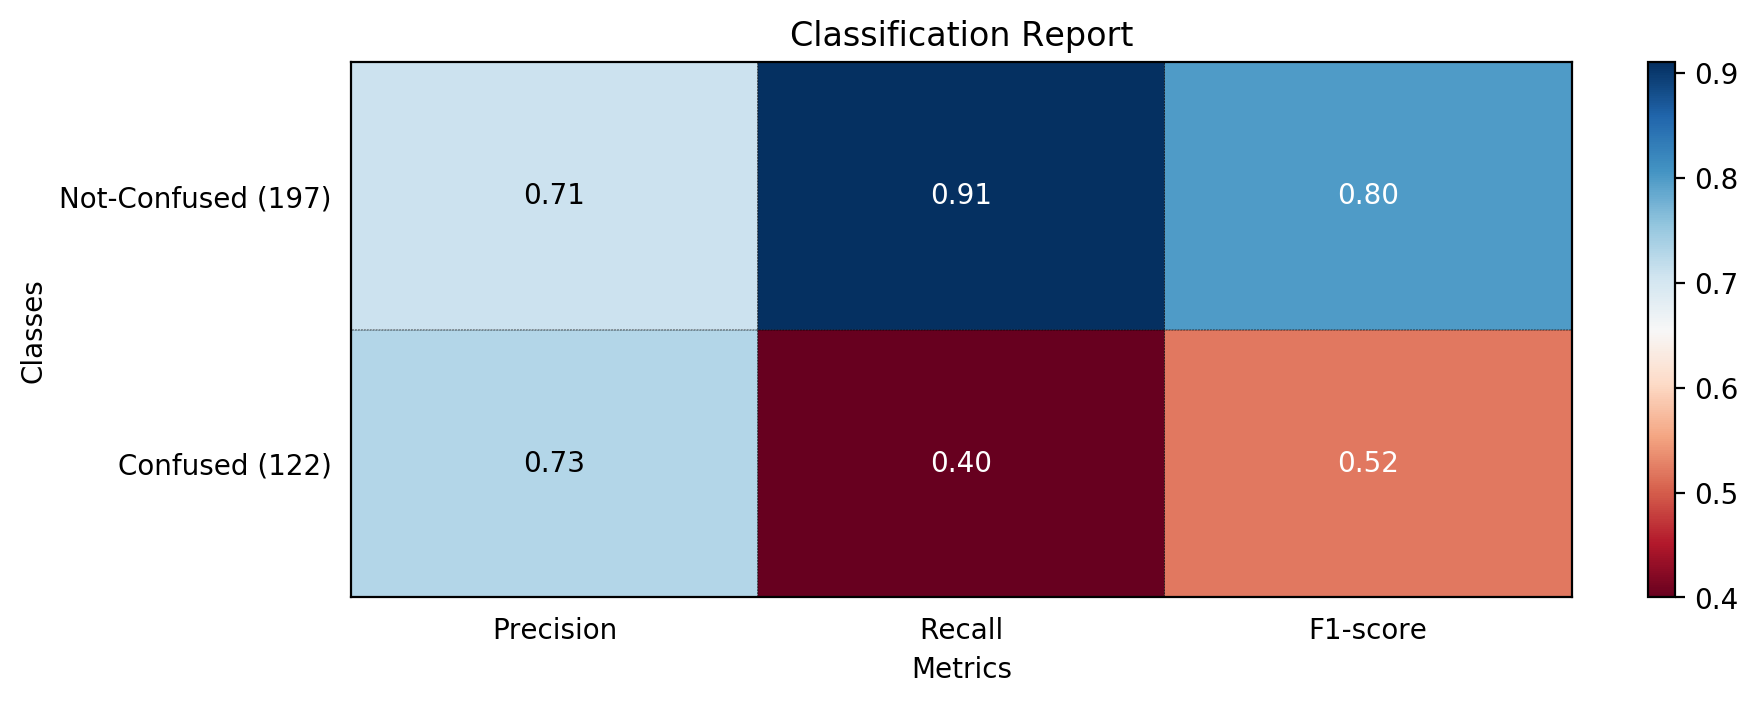 Classification Report
Classes
Not-Confused (197)
0.71
0.91
0.80
Confused (122)
0.73
0.40
0.52
Precision
Recall
F1-score
Metrics
0.9
0.8
0.7
0.6
0.5
0.4